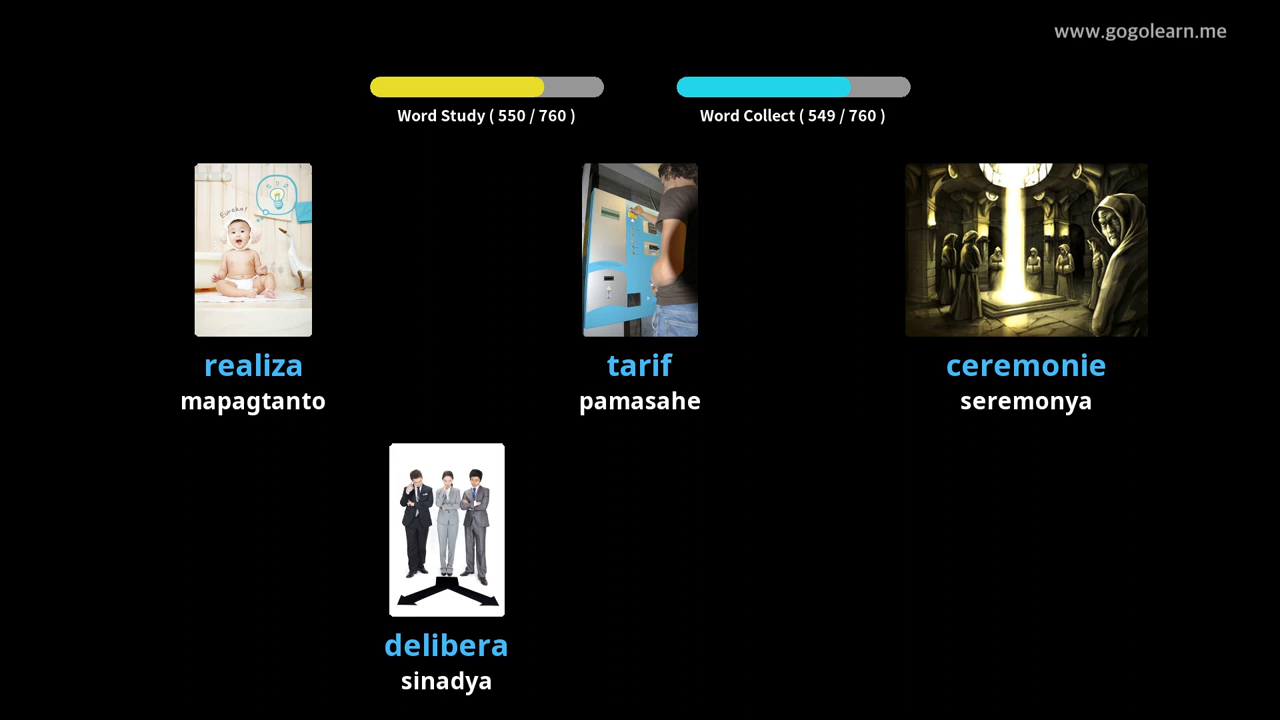 www.gogolearn.me
Word Study ( 550 / 760 )
Word Collect ( 549 / 760 )
Eureka!
realiza
mapagtanto
tarif
pamasahe
ceremonie
seremonya
delibera
sinadya